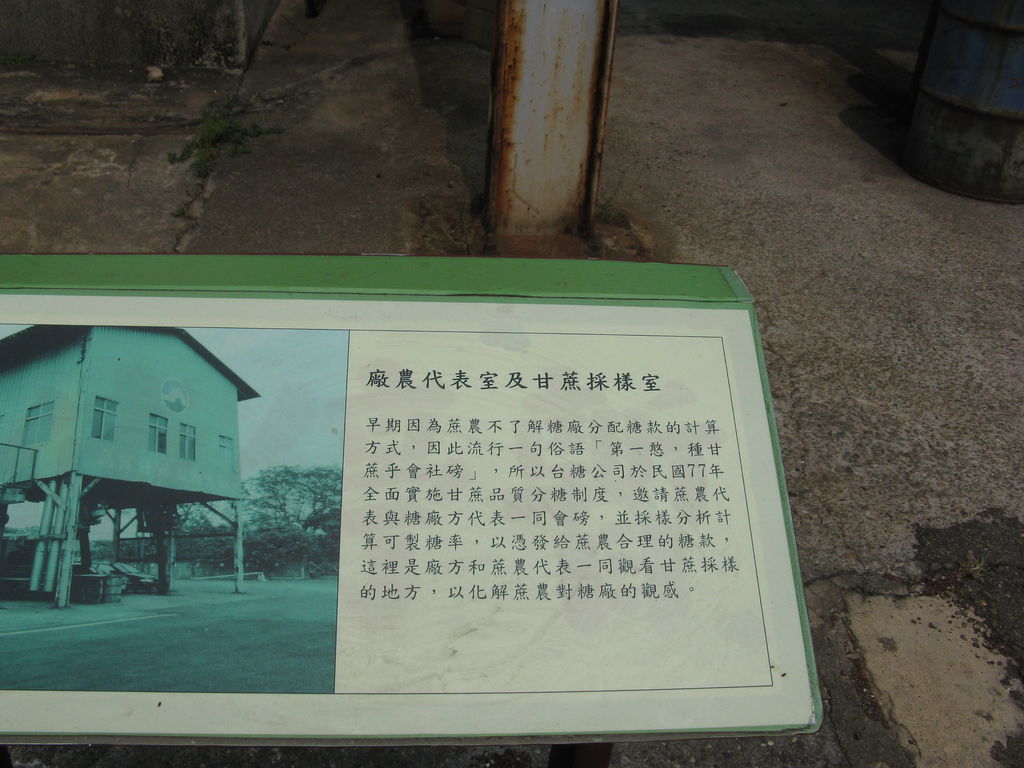 廠農代表室及甘蔗採樣室
早期因為蔗農不了解糖廠分配糖款的計算
方式，因此流行一句俗語「第一憨，種甘
蔗乎會社磅」，所以台糖公司於民國77年
全面實施甘蔗品質分糖制度，邀請蔗農代
表與糖廠方代表一同會磅，並採樣分析計
算可製糖率，以憑發給蔗農合理的糖款，
這裡是廠方和蔗農代表一同觀看甘蔗採樣
的地方，以化解蔗農對糖廠的觀感。